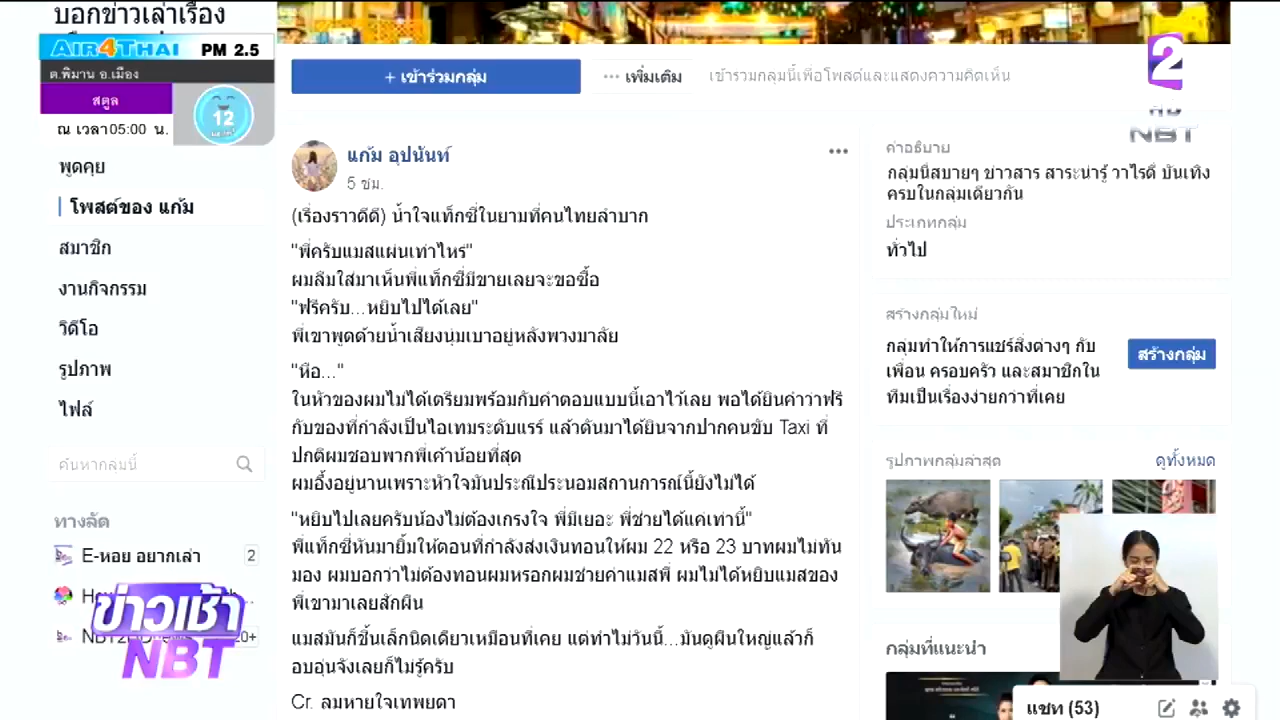 บอกข่าวเล่าเรื่อง
AIR4THAI PM 2.5
ต.พิมาน อ.เมือง
สตูล
12
ณ เวลา05:00 น.
พูดคุย
โพสต์ของ แก้ม
สมาชิก
งานกิจกรรม
วิดีโอ
รูปภาพ
ไฟล์
ค้นหากลุ่มนี้
ทางลัด
E-หอย อยากเล่า 2
20+
ข่าวเช้า
NBT
+ เข้าร่วมกลุ่ม
••• เพิ่มเติม
เข้าร่วมกลุ่มนี้เพื่อโพสต์และแสดงความคิดเห็น
2
NBT
แก้ม อุปนันท์
5 ชม.
(เรื่องราวดีดี) น้ำใจแท็กซี่ในยามที่คนไทยลำบาก
"พี่ครับแมสแผ่นเท่าไหร่"
ผมลืมใส่มาเห็นพี่แท็กซี่มีขายเลยจะขอซื้อ
"ฟรีครับ...หยิบไปได้เลย"
พี่เขาพูดด้วยน้ำเสียงนุ่มเบาอยู่หลังพวงมาลัย
"หือ..."
ในหัวของผมไม่ได้เตรียมพร้อมกับคำตอบแบบนี้เอาไว้เลย พอได้ยินคำว่าฟรี
กับของที่กำลังเป็นไอเทมระดับแรร์ แล้วดันมาได้ยินจากปากคนขับ Taxi ที่
ปกติผมชอบพวกพี่เค้าน้อยที่สุด
ผมอึ้งอยู่นานเพราะหัวใจมันประณีประนอมสถานการณ์นี้ยังไม่ได้
"หยิบไปเลยครับน้องไม่ต้องเกรงใจ พี่มีเยอะ พี่ช่วยได้แค่เท่านี้"
พี่แท็กซี่หันมายิ้มให้ตอนที่กำลังส่งเงินทอนให้ผม 22 หรือ 23 บาทผมไม่ทัน
มอง ผมบอกว่าไม่ต้องทอนผมหรอกผมช่วยค่าแมสพี่ ผมไม่ได้หยิบแมสของ
พี่เขามาเลยสักผืน
แมสมันก็ชิ้นเล็กนิดเดียวเหมือนที่เคย แต่ทำไมวันนี้...มันดูผืนใหญ่แล้วก็
อบอุ่นจังเลยก็ไม่รู้ครับ
Cr. ลมหายใจเทพยดา
คำอธิบาย
กลุ่มนี้สบายๆ ข่าวสาร สาระน่ารู้ วาไรตี้ บันเทิง
ครบในกลุ่มเดียวกัน
ประเภทกลุ่ม
ทั่วไป
สร้างกลุ่มใหม่
กลุ่มทำให้การแชร์สิ่งต่างๆ กับ
เพื่อน ครอบครัว และสมาชิกใน
ทีมเป็นเรื่องง่ายกว่าที่เคย
สร้างกลุ่ม
รูปภาพกลุ่มล่าสุด ดูทั้งหมด
กลุ่มที่แนะนำ
แชท (53)